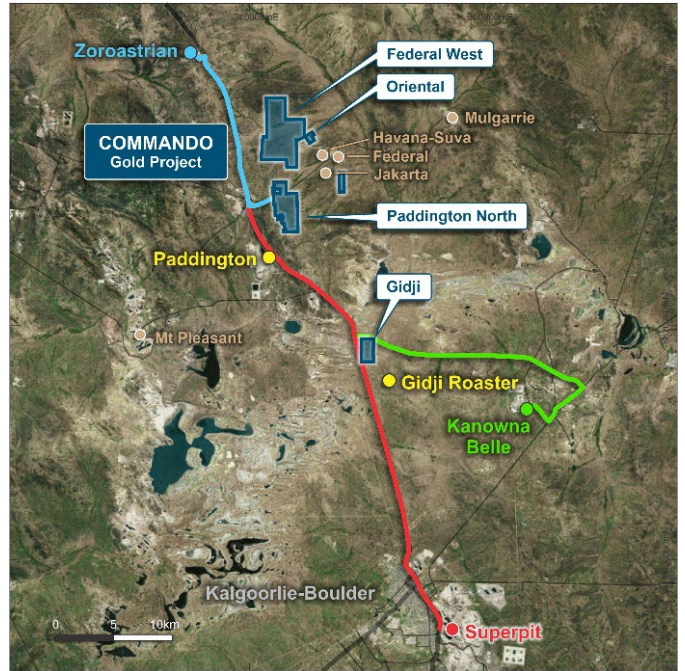 Zoroastrian
Federal West
Oriental
COMMANDO
Gold Project
Mulgarrie
Havana-Suva
Federal
Jakarta
Paddington North
Paddington
Gidji
Mt Pleasant
Gidji Roaster
Kanowna
Belle
Kalgoorlie-Boulder
0 5 10km
Superpit